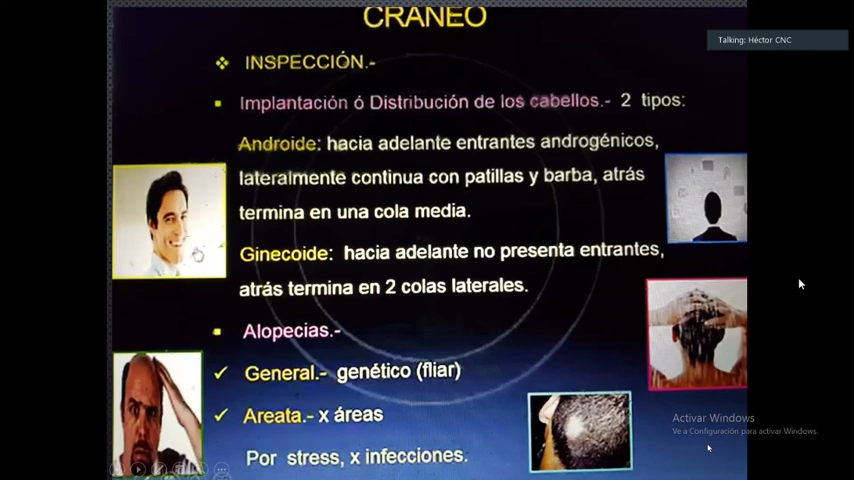 CRANEO
Talking: Héctor CNC
INSPECCIÓN.-
Implantación ó Distribución de los cabellos.- 2 tipos:
Androide: hacia adelante entrantes androgénicos,
lateralmente continua con patillas y barba, atrás
termina en una cola media.
Ginecoide: hacia adelante no presenta entrantes,
atrás termina en 2 colas laterales.
Alopecias.-
General.- genético (fliar)
Areata.- x áreas
Por stress, x infecciones.
Activar Windows
Ve a Configuración para activar Windows.